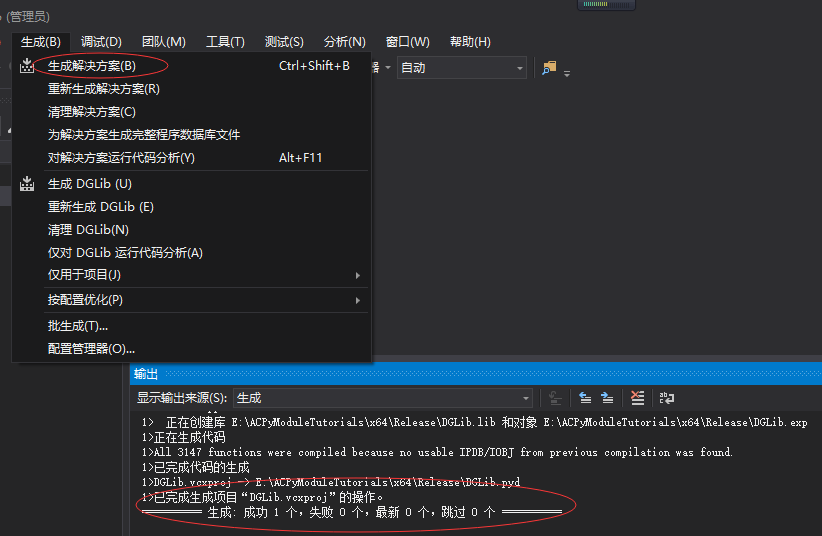 (管理员)
生成(B) 调试(D) 团队(M) 工具(T) 测试(S) 分析(N) 窗口(W) 帮助(H)
生成解决方案(B) Ctrl+Shift+B
器 自动
重新生成解决方案(R)
清理解决方案(C)
为解决方案生成完整程序数据库文件
对解决方案运行代码分析(Y) Alt+F11
生成 DGLib (U)
重新生成 DGLib (E)
清理 DGLib(N)
仅对 DGLib 运行代码分析(A)
仅用于项目(J)
按配置优化(P)
批生成(T)...
配置管理器(O)...
输出
显示输出来源(S): 生成
1>  正在创建库 E:\ACPyModuleTutorials\x64\Release\DGLib.lib 和对象 E:\ACPyModuleTutorials\x64\Release\DGLib.exp
1>正在生成代码
1>All 3147 functions were compiled because no usable IPDB/IOBJ from previous compilation was found.
1>已完成代码的生成
1>DGLib.vcxproj -> E:\ACPyModuleTutorials\x64\Release\DGLib.pyd
1>已完成生成项目“DGLib.vcxproj”的操作。
========== 生成: 成功 1 个，失败 0 个，最新 0 个，跳过 0 个 ==========